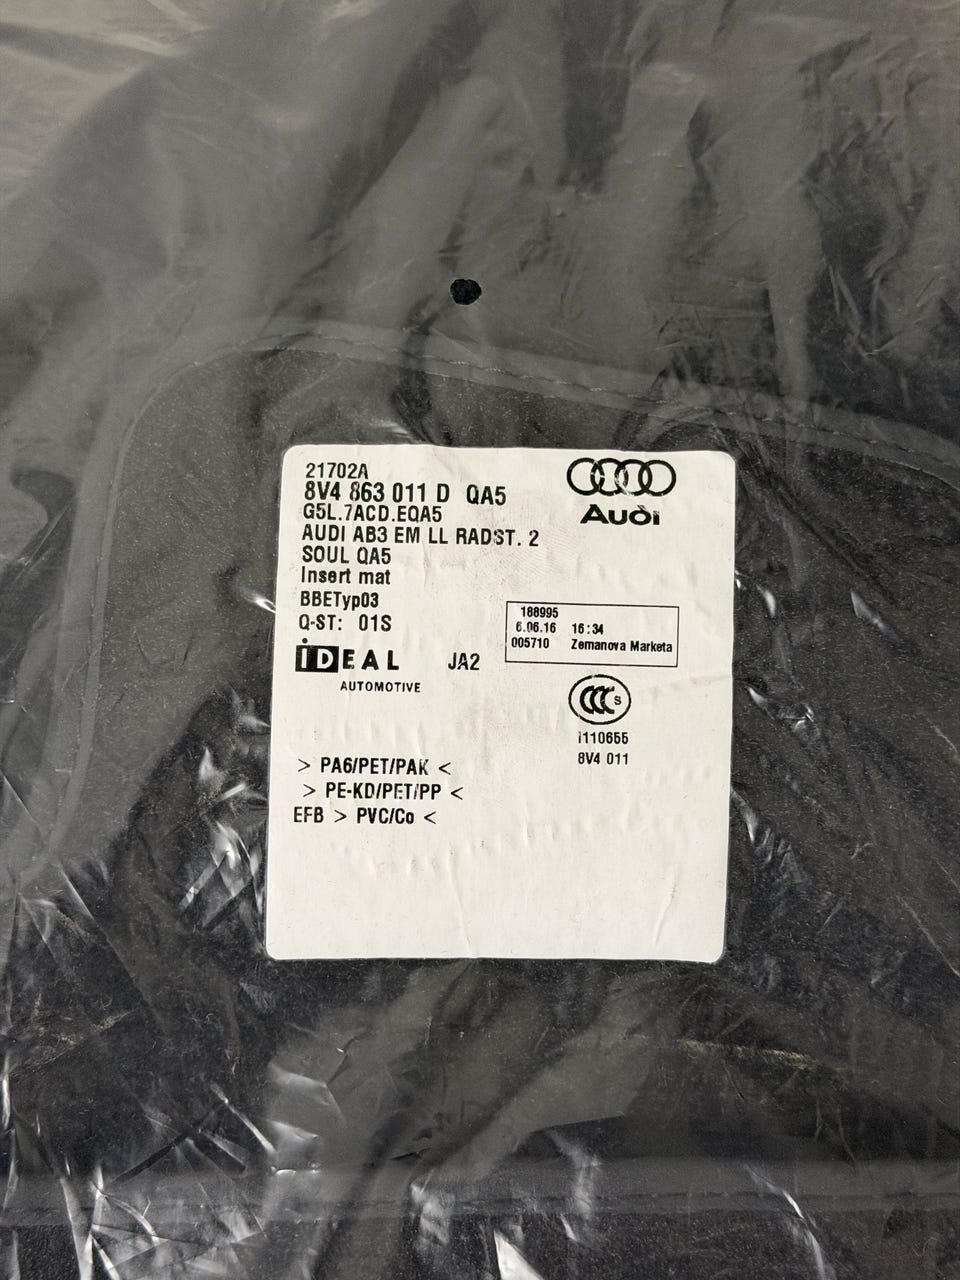 21702A
8V4 863 011 D QA5
G5L.7ACD.EQA5
AUDI AB3 EM LL RADST. 2
SOUL QA5
Insert mat
BBETyp03
Q-ST: 01S
Audi
188995
6.06.16 16:34
005710 Zemanova Marketa
IDEAL JA2
AUTOMOTIVE
CCC S
I110655
8V4 011
> PA6/PET/PAK <
> PE-KD/PET/PP <
EFB > PVC/Co <